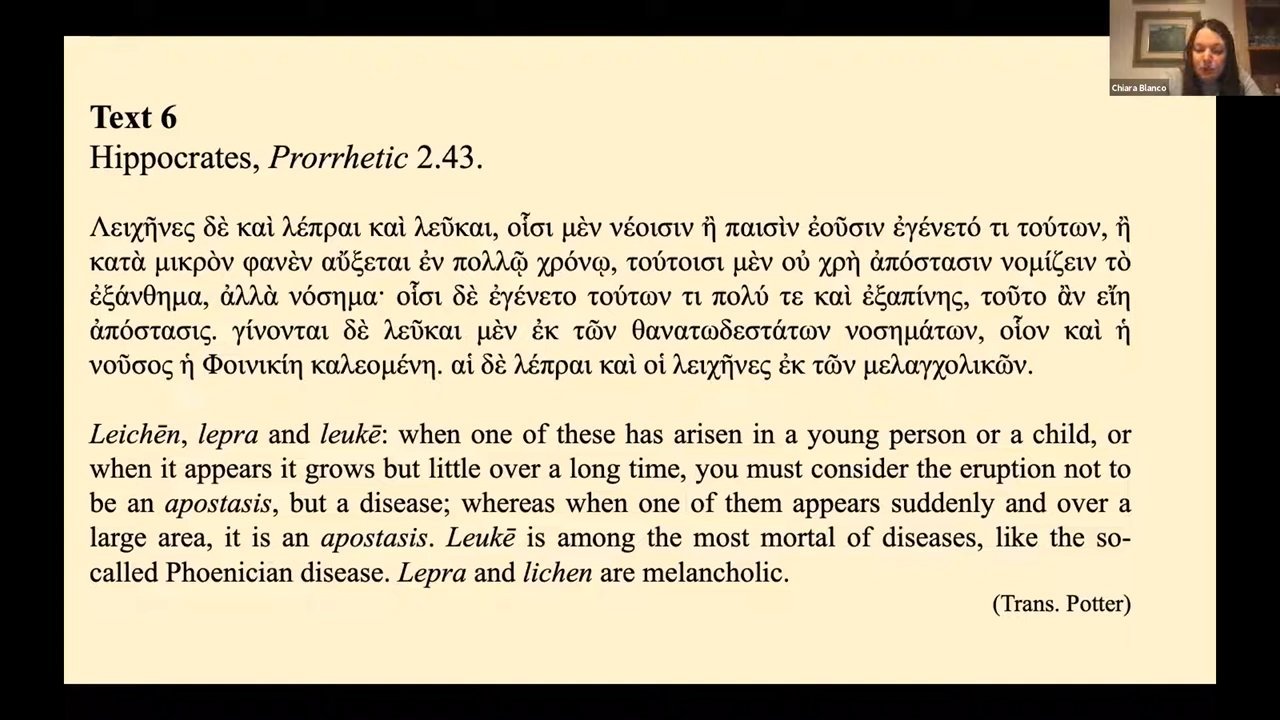 Chiara Blanco
Text 6
Hippocrates, Prorrhetic 2.43.
Λειχῆνες δὲ καὶ λέπραι καὶ λεῦκαι, οἷσι μὲν νέοισιν ἢ παισὶν ἐοῦσιν ἐγένετό τι τούτων, ἢ
κατὰ μικρὸν φανὲν αὔξεται ἐν πολλῷ χρόνῳ, τούτοισι μὲν οὐ χρὴ ἀπόστασιν νομίζειν τὸ
ἐξάνθημα, ἀλλὰ νόσημα· οἷσι δὲ ἐγένετο τούτων τι πολύ τε καὶ ἐξαπίνης, τοῦτο ἂν εἴη
ἀπόστασις. γίνονται δὲ λεῦκαι μὲν ἐκ τῶν θανατωδεστάτων νοσημάτων, οἷον καὶ ἡ
νοῦσος ἡ Φοινικίη καλεομένη. αἱ δὲ λέπραι καὶ οἱ λειχῆνες ἐκ τῶν μελαγχολικῶν.
Leichēn, lepra and leukē: when one of these has arisen in a young person or a child, or
when it appears it grows but little over a long time, you must consider the eruption not to
be an apostasis, but a disease; whereas when one of them appears suddenly and over a
large area, it is an apostasis. Leukē is among the most mortal of diseases, like the so-
called Phoenician disease. Lepra and lichen are melancholic.
(Trans. Potter)